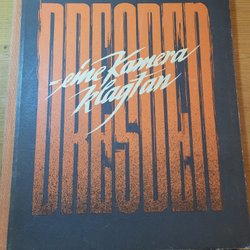 DRESDEN
-eine Kamera
klagt an
DRESDEN